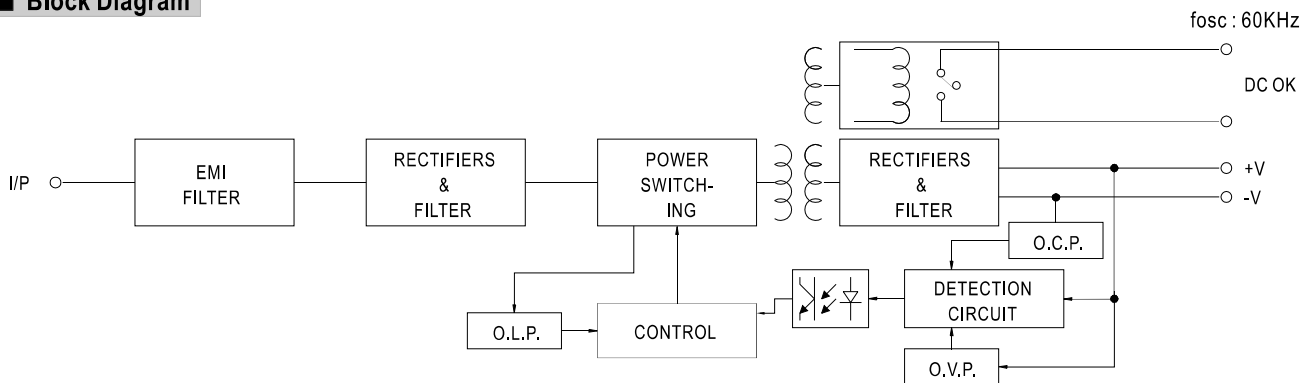 Block Diagram
fosc : 60KHz
DC OK
I/P
EMI
FILTER
RECTIFIERS
&
FILTER
POWER
SWITCH-
ING
RECTIFIERS
&
FILTER
+V
-V
O.C.P.
DETECTION
CIRCUIT
O.L.P.
CONTROL
O.V.P.